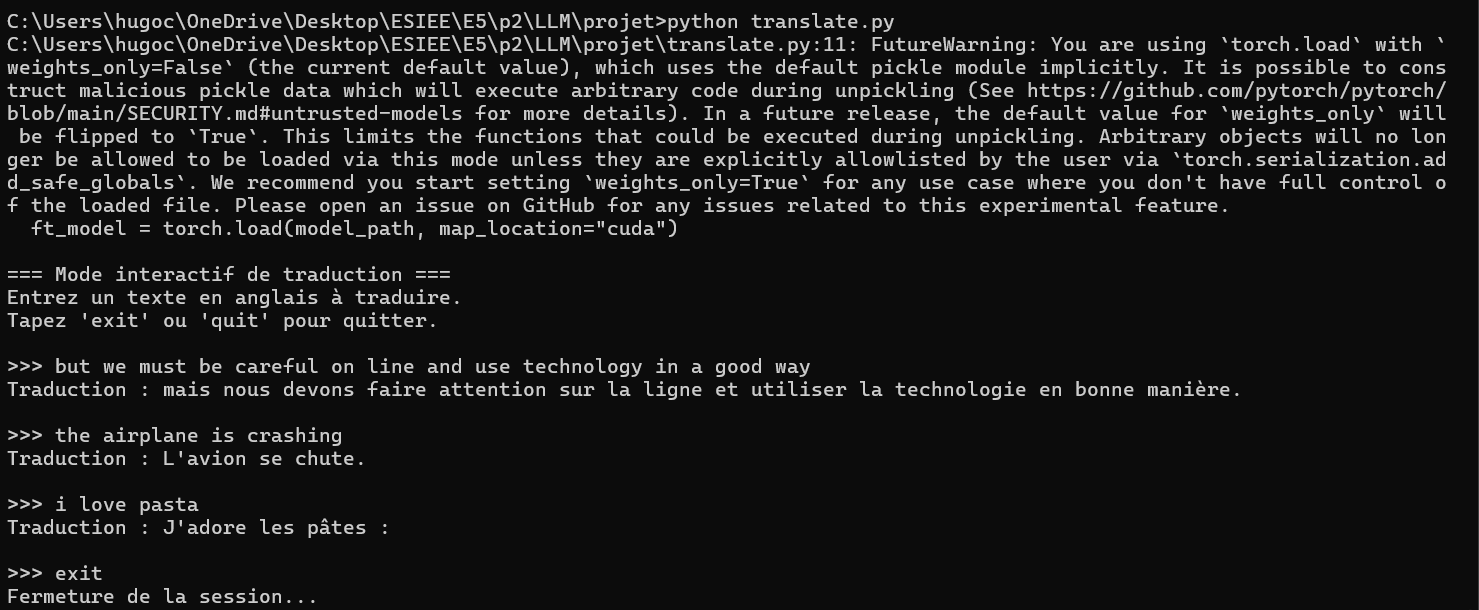 C:\Users\hugoc\OneDrive\Desktop\ESIEE\E5\p2\LLM\projet>python translate.py
C:\Users\hugoc\OneDrive\Desktop\ESIEE\E5\p2\LLM\projet\translate.py:11: FutureWarning: You are using `torch.load` with `
weights_only=False` (the current default value), which uses the default pickle module implicitly. It is possible to cons
truct malicious pickle data which will execute arbitrary code during unpickling (See https://github.com/pytorch/pytorch/
blob/main/SECURITY.md#untrusted-models for more details). In a future release, the default value for `weights_only` will
 be flipped to `True`. This limits the functions that could be executed during unpickling. Arbitrary objects will no lon
ger be allowed to be loaded via this mode unless they are explicitly allowlisted by the user via `torch.serialization.ad
d_safe_globals`. We recommend you start setting `weights_only=True` for any use case where you don't have full control o
f the loaded file. Please open an issue on GitHub for any issues related to this experimental feature.
  ft_model = torch.load(model_path, map_location="cuda")

=== Mode interactif de traduction ===
Entrez un texte en anglais à traduire.
Tapez 'exit' ou 'quit' pour quitter.

>>> but we must be careful on line and use technology in a good way
Traduction : mais nous devons faire attention sur la ligne et utiliser la technologie en bonne manière.

>>> the airplane is crashing
Traduction : L'avion se chute.

>>> i love pasta
Traduction : J'adore les pâtes :

>>> exit
Fermeture de la session...